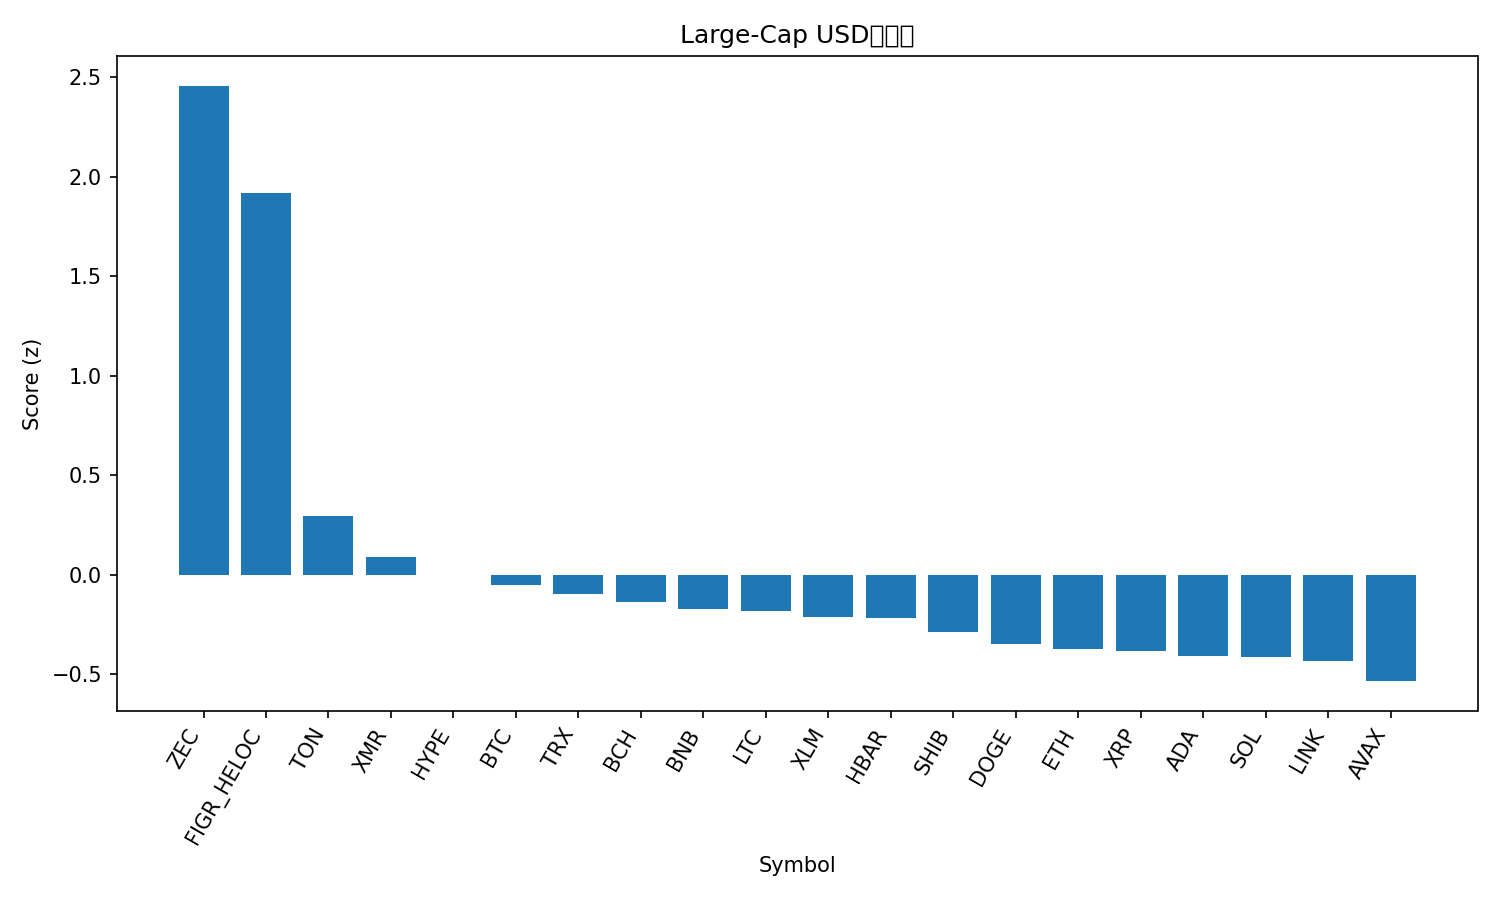 Large-Cap USD
2.5
2.0
1.5
1.0
0.5
0.0
−0.5
Score (z)
ZEC
FIGR_HELOC
TON
XMR
HYPE
BTC
TRX
BCH
BNB
LTC
XLM
HBAR
SHIB
DOGE
ETH
XRP
ADA
SOL
LINK
AVAX
Symbol